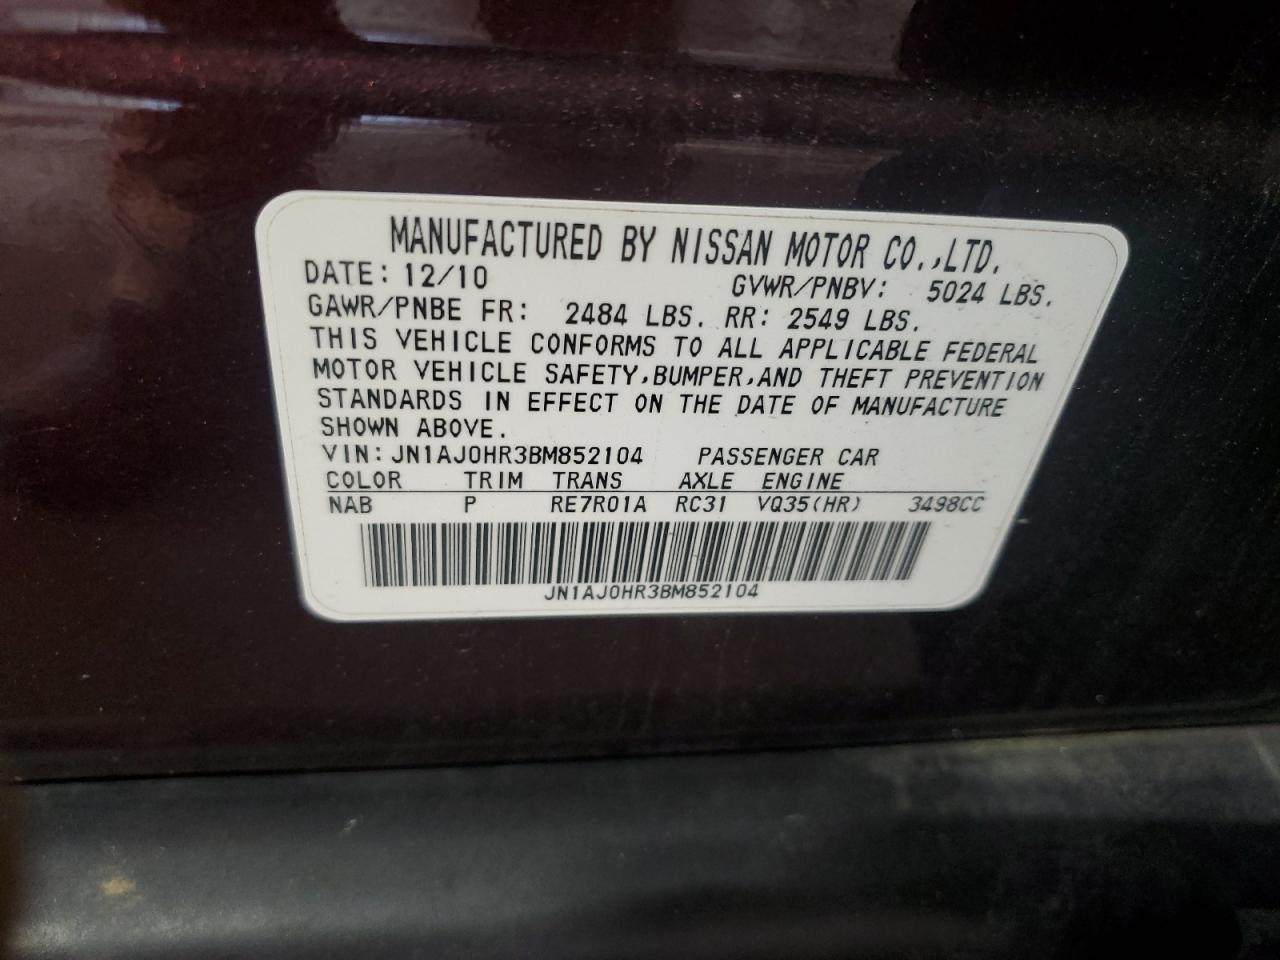 MANUFACTURED BY NISSAN MOTOR CO.,LTD.
DATE: 12/10 GVWR/PNBV: 5024 LBS.
GAWR/PNBE FR: 2484 LBS. RR: 2549 LBS.
THIS VEHICLE CONFORMS TO ALL APPLICABLE FEDERAL
MOTOR VEHICLE SAFETY,BUMPER,AND THEFT PREVENTION
STANDARDS IN EFFECT ON THE DATE OF MANUFACTURE
SHOWN ABOVE.
VIN: JN1AJ0HR3BM852104 PASSENGER CAR
COLOR TRIM TRANS AXLE ENGINE
NAB P RE7R01A RC31 VQ35(HR) 3498CC
JN1AJ0HR3BM852104